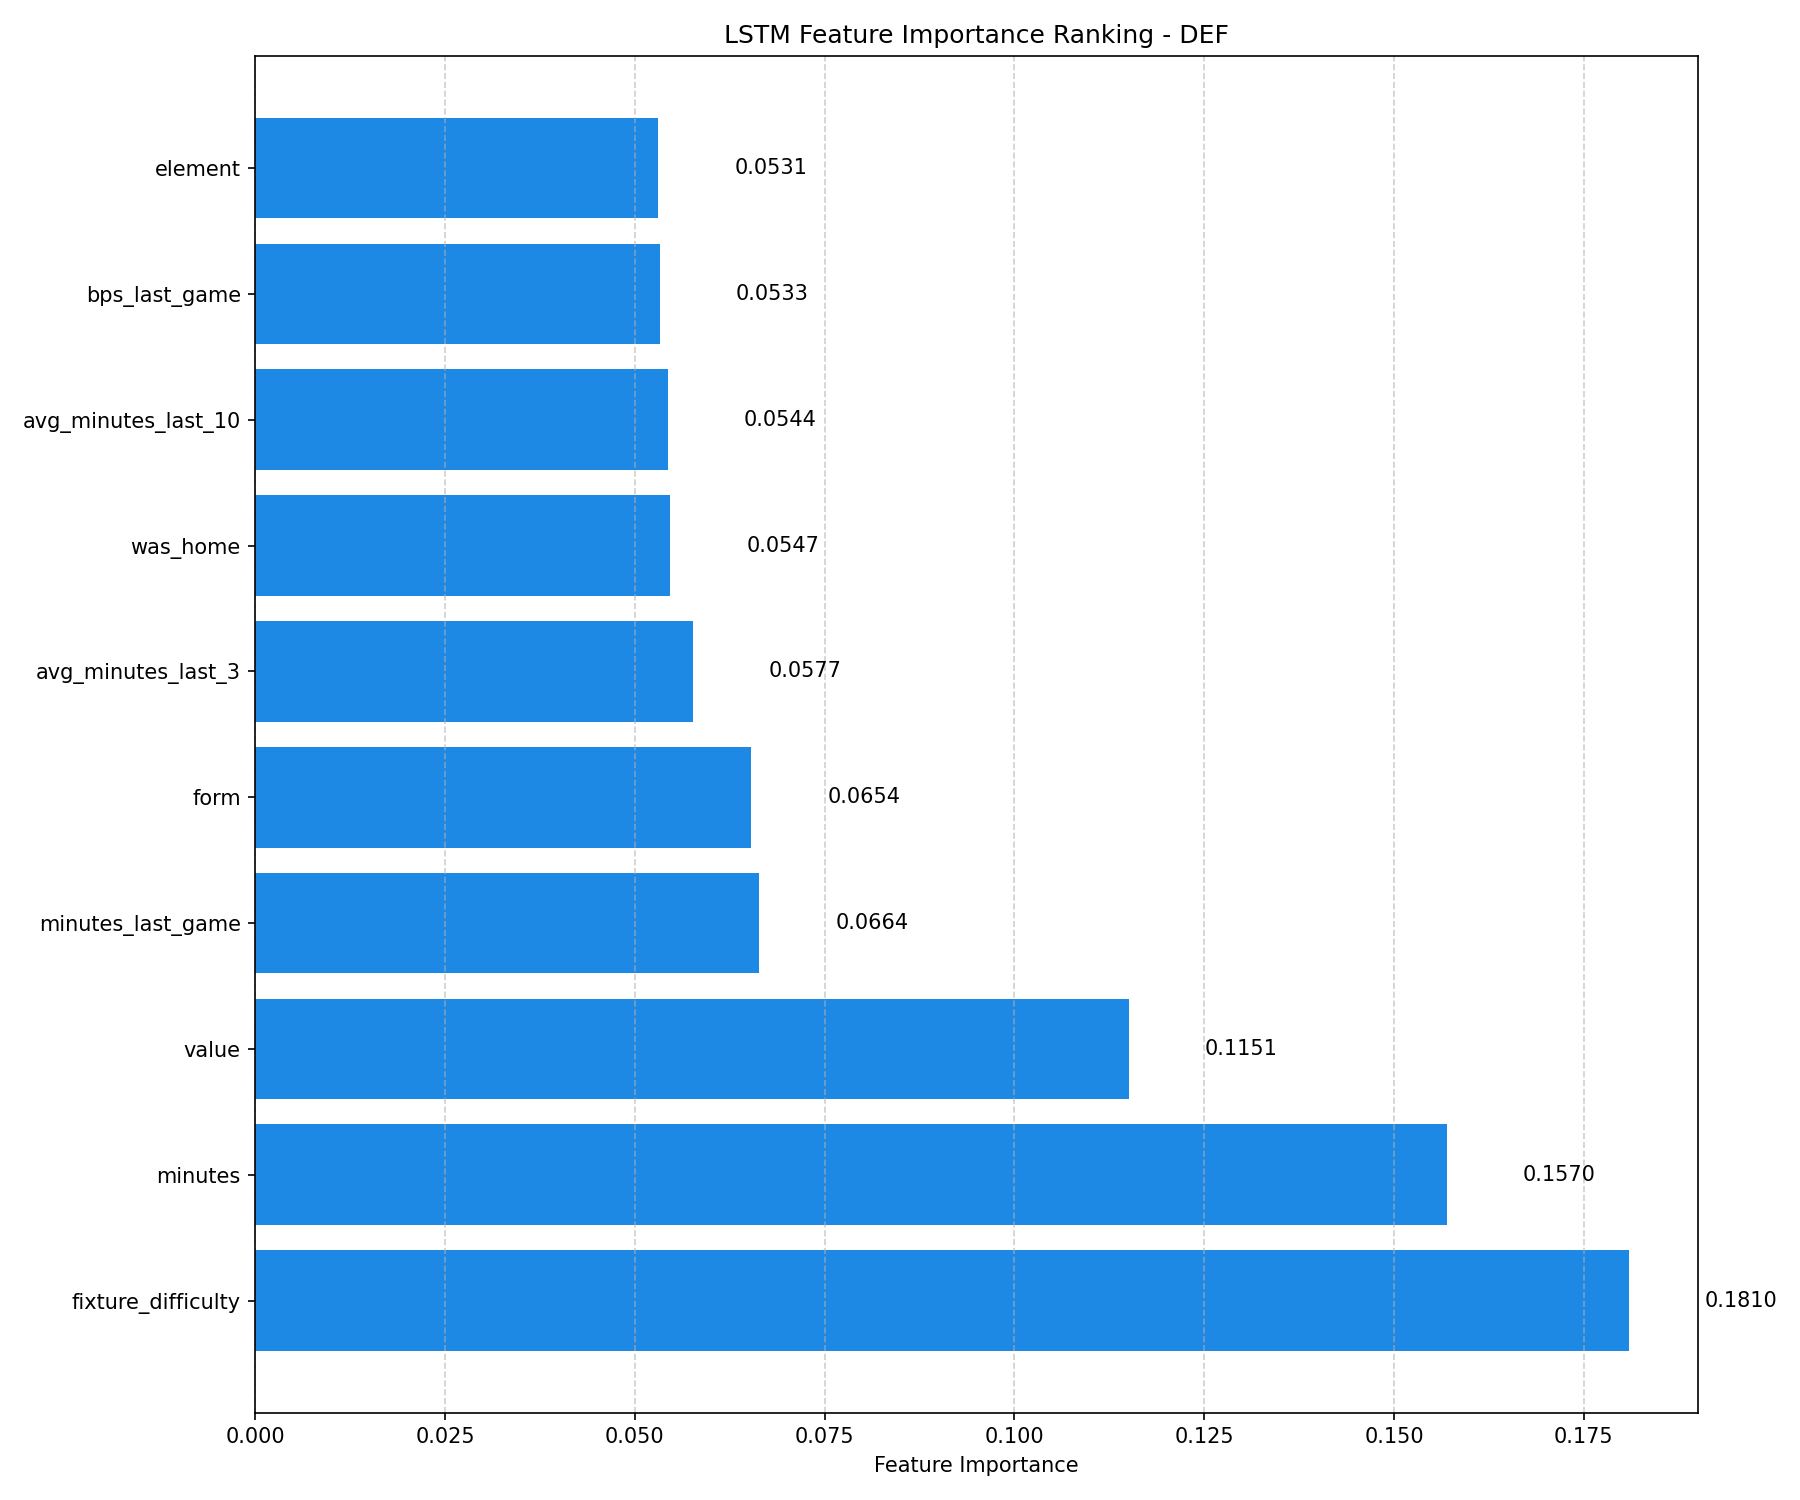 LSTM Feature Importance Ranking - DEF
element 0.0531
bps_last_game 0.0533
avg_minutes_last_10 0.0544
was_home 0.0547
avg_minutes_last_3 0.0577
form 0.0654
minutes_last_game 0.0664
value 0.1151
minutes 0.1570
fixture_difficulty 0.1810
0.000 0.025 0.050 0.075 0.100 0.125 0.150 0.175
Feature Importance